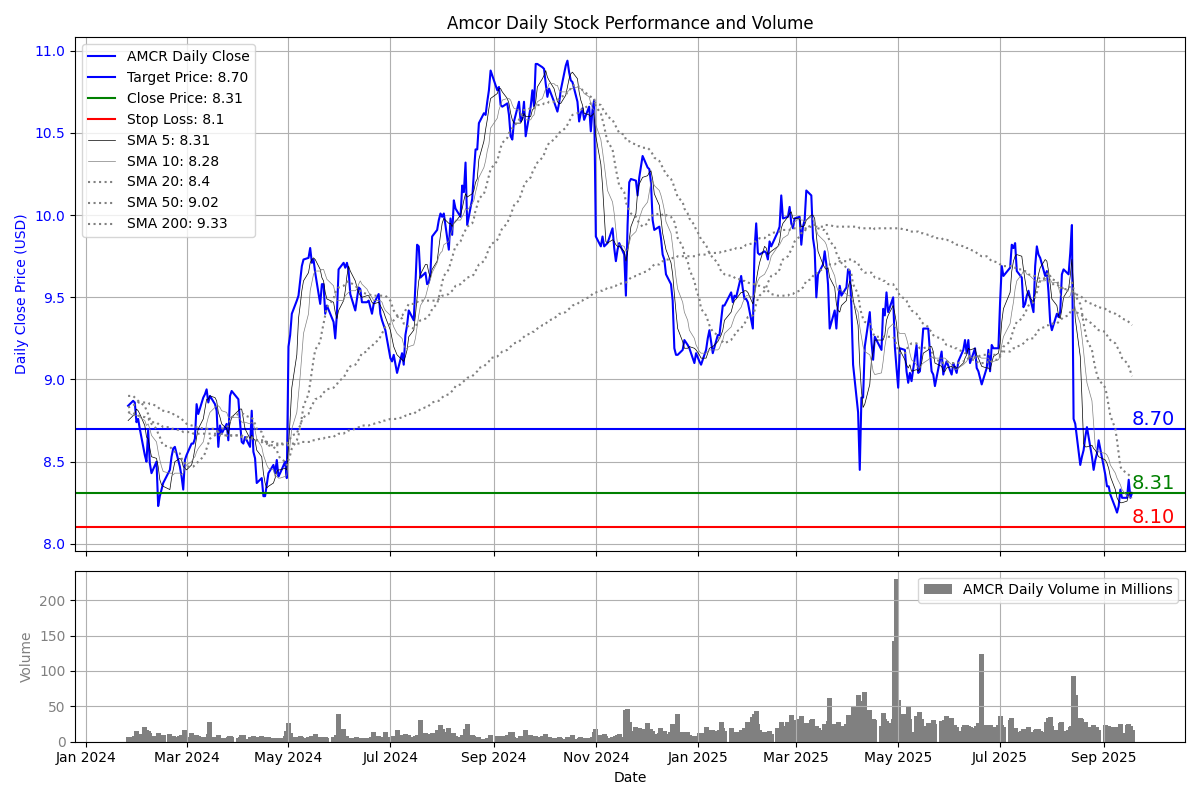 Amcor Daily Stock Performance and Volume
AMCR Daily Close
Target Price: 8.70
Close Price: 8.31
Stop Loss: 8.1
SMA 5: 8.31
SMA 10: 8.28
SMA 20: 8.4
SMA 50: 9.02
SMA 200: 9.33
Daily Close Price (USD)
11.0
10.5
10.0
9.5
9.0
8.5
8.0
8.70
8.31
8.10
AMCR Daily Volume in Millions
Volume
200
150
100
50
0
Jan 2024 Mar 2024 May 2024 Jul 2024 Sep 2024 Nov 2024 Jan 2025 Mar 2025 May 2025 Jul 2025 Sep 2025
Date